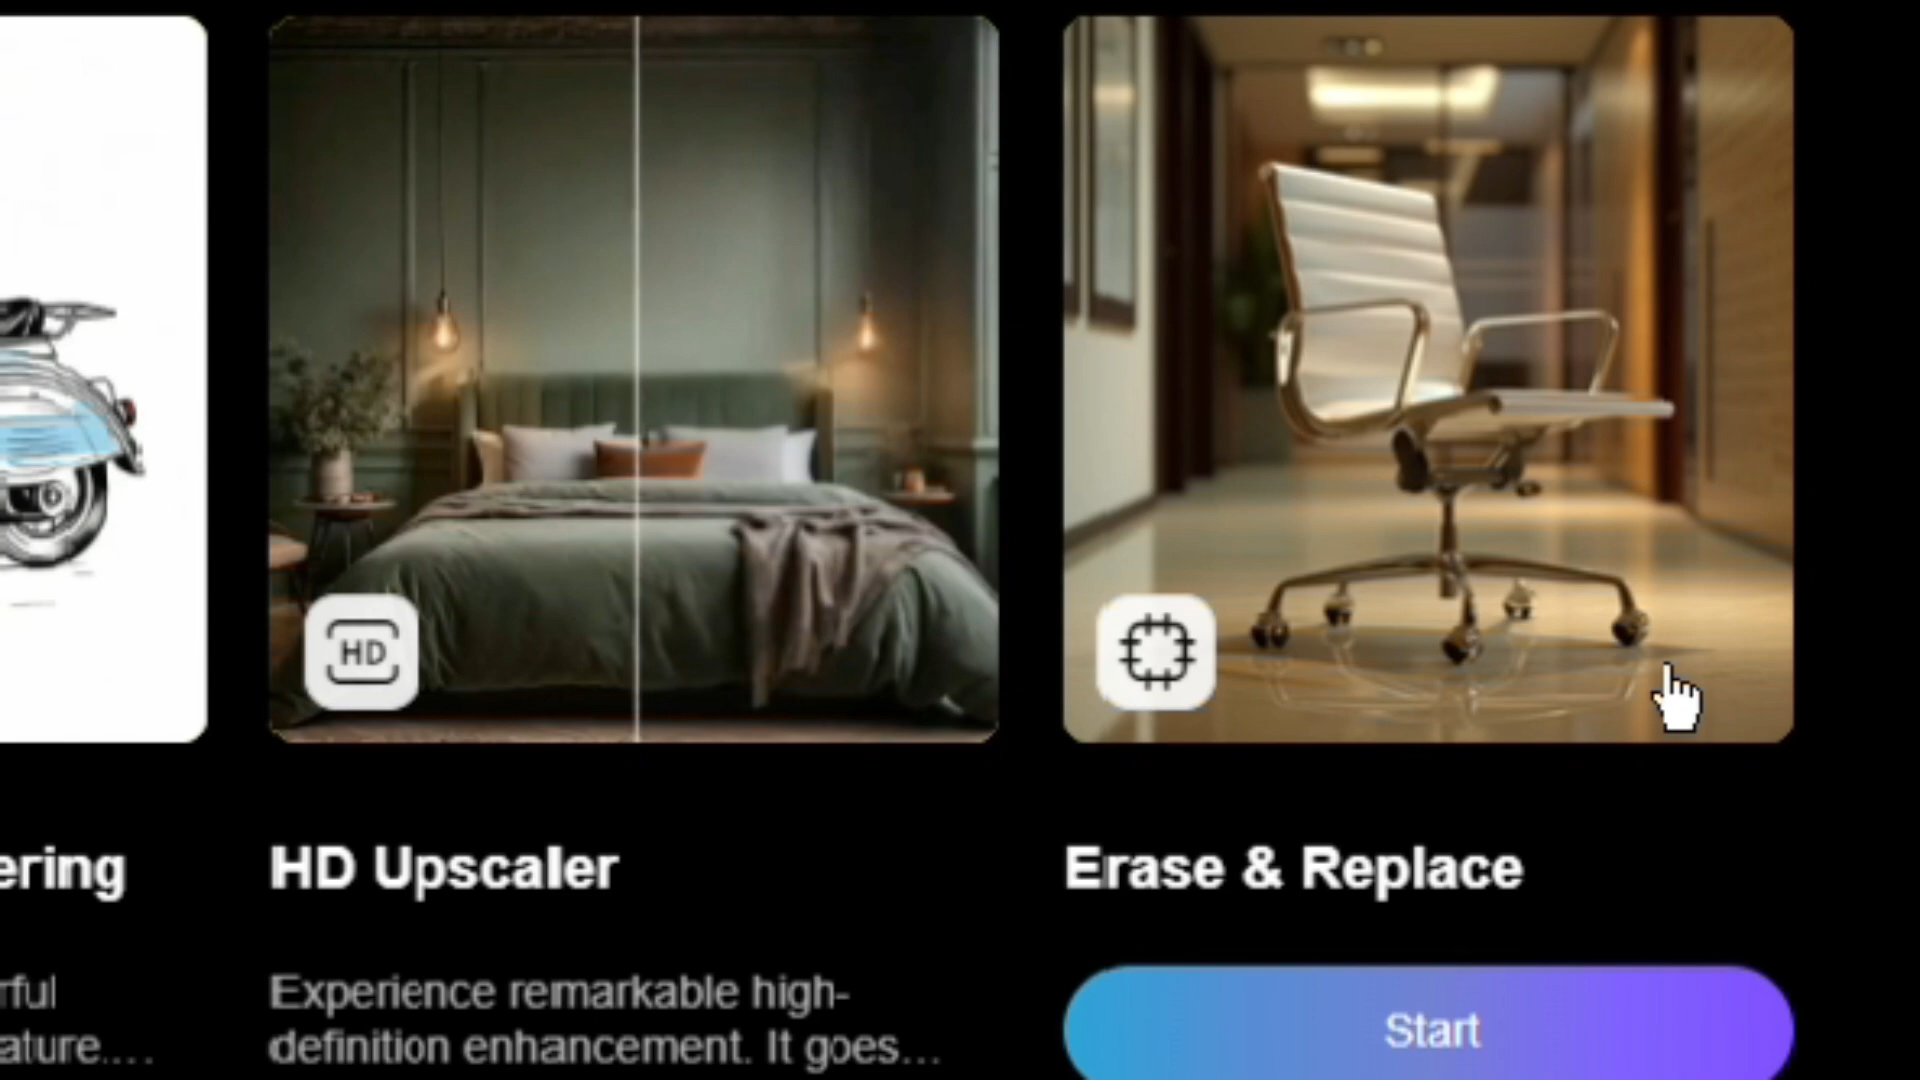 HD
ering
HD Upscaler
Erase & Replace
rful
ature....
Experience remarkable high-
definition enhancement. It goes...
Start